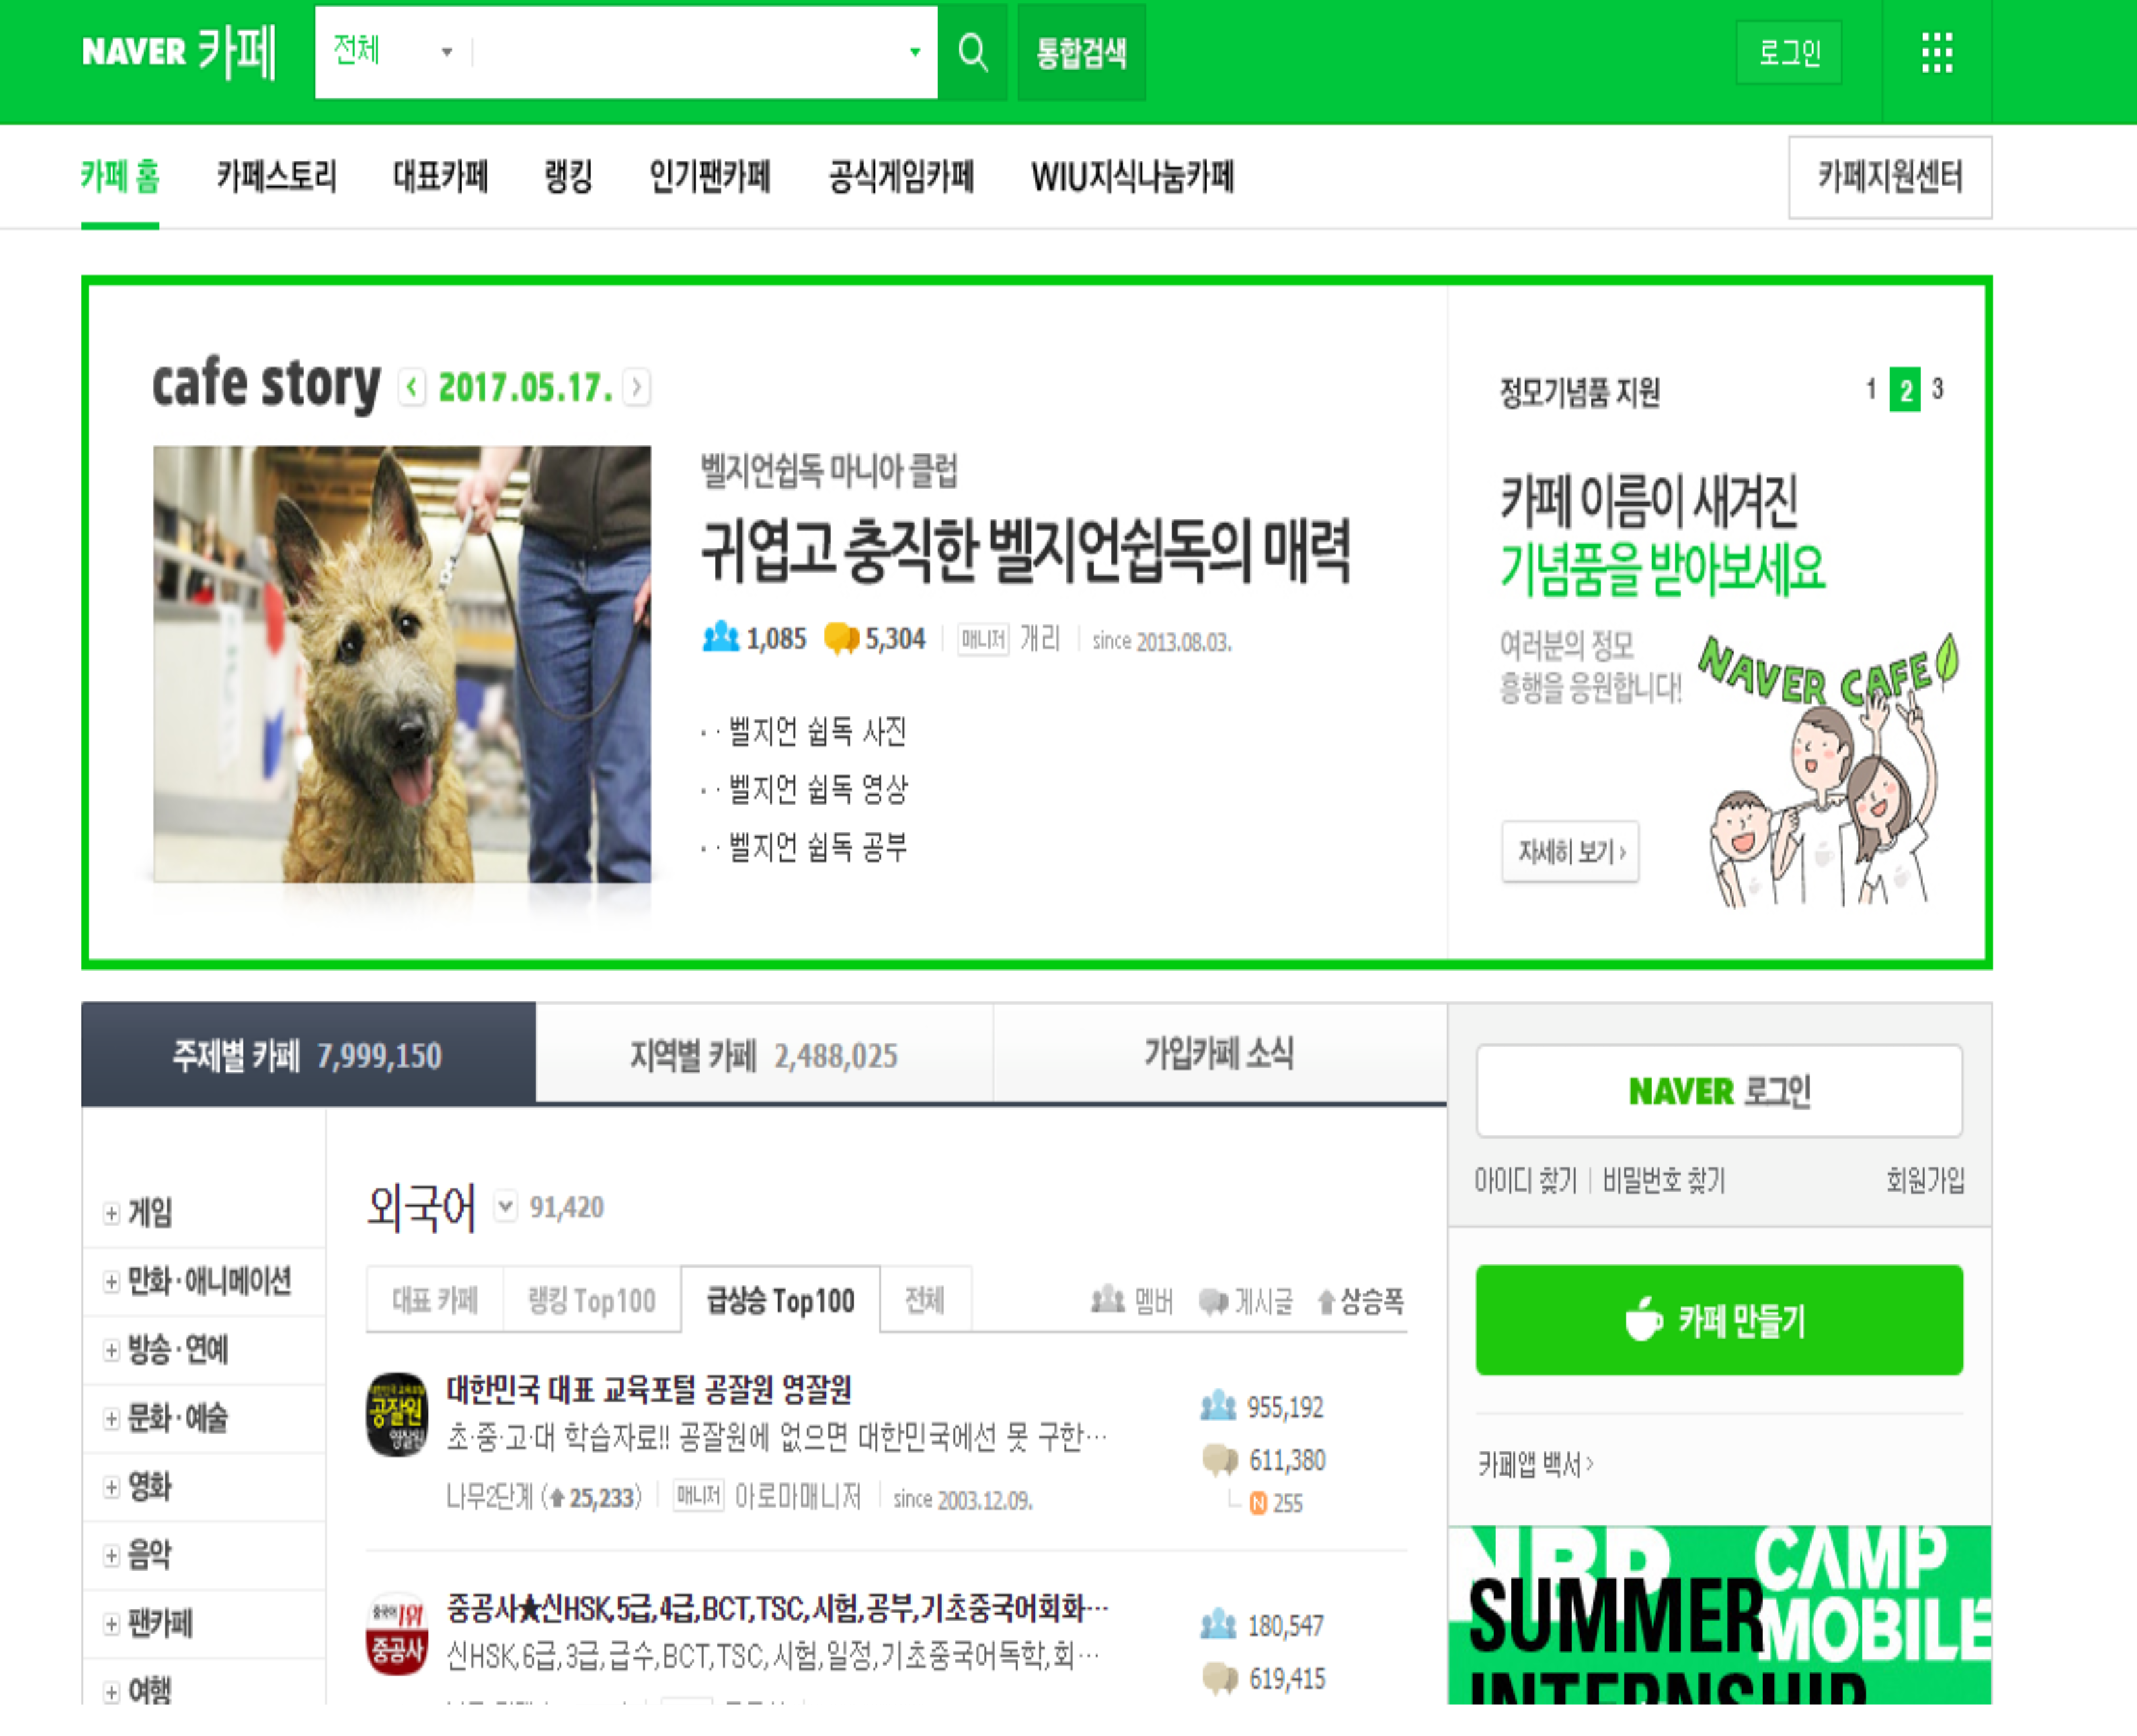 NAVER 카페 전체 통합검색 로그인
카페 홈 카페스토리 대표카페 랭킹 인기팬카페 공식게임카페 WIU지식나눔카페 카페지원센터
cafe story 2017.05.17.
벨지언쉽독 마니아 클럽
귀엽고 충직한 벨지언쉽독의 매력
1,085 5,304 매니저 개리 since 2013.08.03.
· · 벨지언 쉽독 사진
· · 벨지언 쉽독 영상
· · 벨지언 쉽독 공부
정모기념품 지원 1 2 3
카페 이름이 새겨진
기념품을 받아보세요
여러분의 정모
흥행을 응원합니다!
NAVER CAFE
자세히 보기 >
주제별 카페 7,999,150 지역별 카페 2,488,025 가입카페 소식
게임
만화·애니메이션
방송·연예
문화·예술
영화
음악
팬카페
여행
외국어 91,420
대표 카페 랭킹 Top100 급상승 Top100 전체 멤버 게시글 상승폭
공잘원
영잘원
대한민국 대표 교육포털 공잘원 영잘원
초·중·고·대 학습자료!! 공잘원에 없으면 대한민국에선 못 구한…
나무2단계 (25,233) 매니저 아로마매니저 since 2003.12.09.
955,192
611,380
N 255
중국어 1위
중공사
중공사★신HSK,5급,4급,BCT,TSC,시험,공부,기초중국어회화…
신HSK,6급,3급,급수,BCT,TSC,시험,일정,기초중국어독학,회…
180,547
619,415
NAVER 로그인
아이디 찾기 비밀번호 찾기 회원가입
카페 만들기
카페앱 백서 >
CAMP
MOBILE
SUMMER
INTERNSHIP